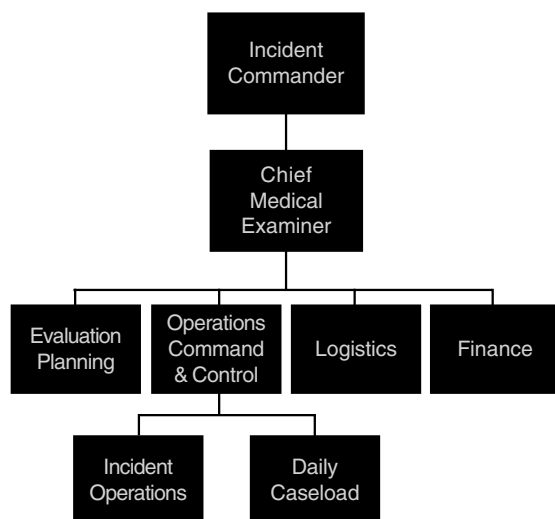 Incident
Commander
Chief
Medical
Examiner
Evaluation
Planning
Operations
Command
& Control
Logistics
Finance
Incident
Operations
Daily
Caseload